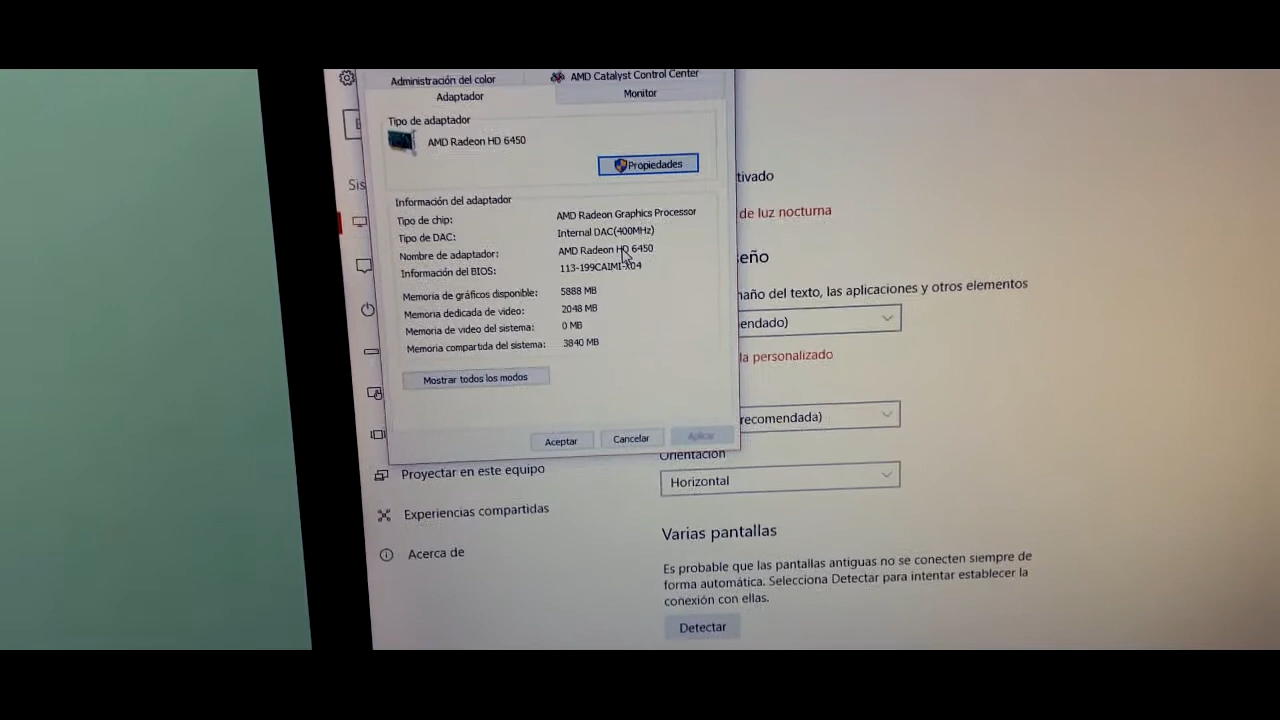 Administración del color
AMD Catalyst Control Center
Adaptador
Monitor
Tipo de adaptador
AMD Radeon HD 6450
Propiedades
Información del adaptador
Tipo de chip: AMD Radeon Graphics Processor
Tipo de DAC: Internal DAC(400MHz)
Nombre de adaptador: AMD Radeon HD 6450
Información del BIOS: 113-199CAIMI-X04
Memoria de gráficos disponible: 5888 MB
Memoria dedicada de video: 2048 MB
Memoria de video del sistema: 0 MB
Memoria compartida del sistema: 3840 MB
Mostrar todos los modos
Aceptar
Cancelar
Aplicar
Sis
tivado
de luz nocturna
eño
maño del texto, las aplicaciones y otros elementos
endado)
la personalizado
recomendada)
Orientación
Horizontal
Proyectar en este equipo
Experiencias compartidas
Acerca de
Varias pantallas
Es probable que las pantallas antiguas no se conecten siempre de
forma automática. Selecciona Detectar para intentar establecer la
conexión con ellas.
Detectar